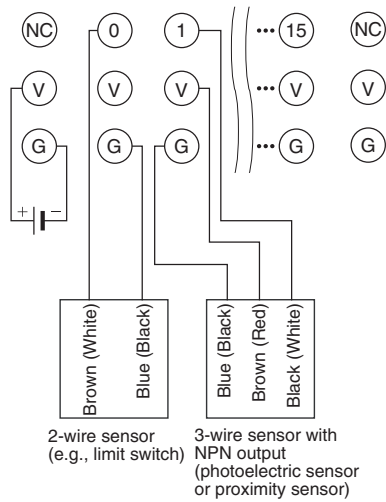 NC 0 1 ••• 15 NC
V V V ••• V V
G G G ••• G G
+ −
Brown (White)
Blue (Black)
Blue (Black)
Brown (Red)
Black (White)
2-wire sensor
(e.g., limit switch)
3-wire sensor with
NPN output
(photoelectric sensor
or proximity sensor)